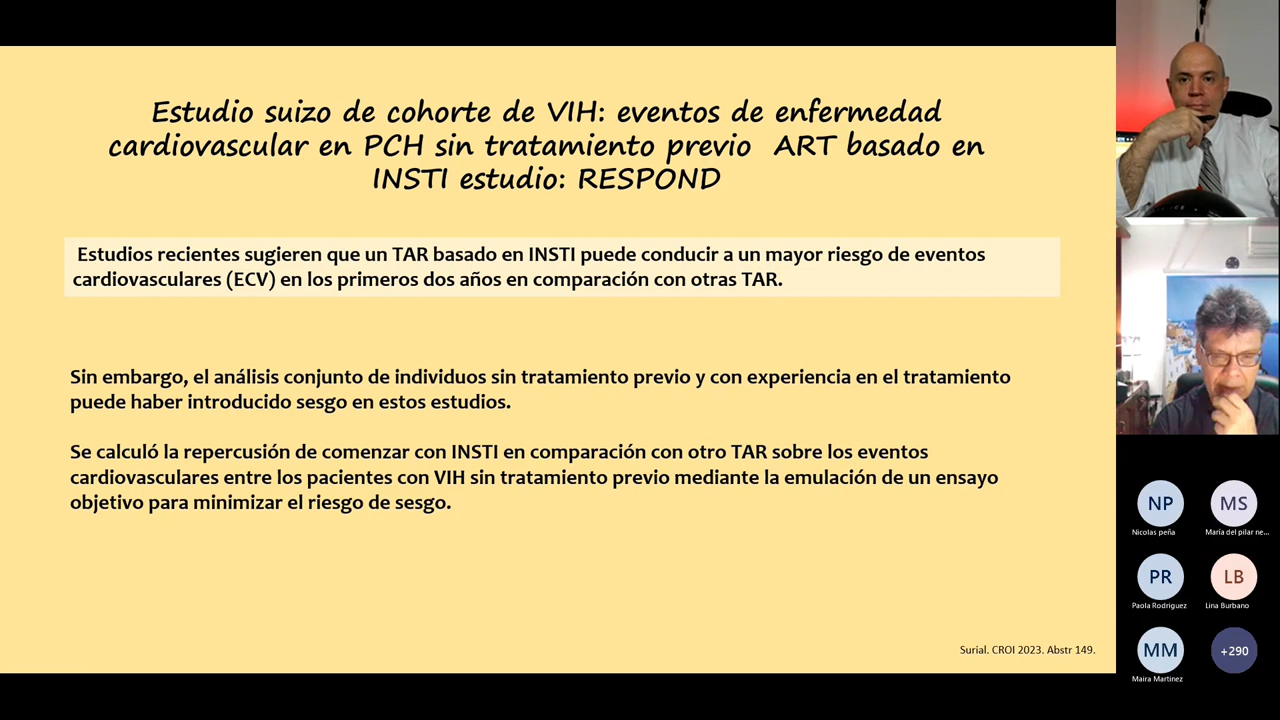 Estudio suizo de cohorte de VIH: eventos de enfermedad
cardiovascular en PCH sin tratamiento previo ART basado en
INSTI estudio: RESPOND
Estudios recientes sugieren que un TAR basado en INSTI puede conducir a un mayor riesgo de eventos
cardiovasculares (ECV) en los primeros dos años en comparación con otras TAR.
Sin embargo, el análisis conjunto de individuos sin tratamiento previo y con experiencia en el tratamiento
puede haber introducido sesgo en estos estudios.
Se calculó la repercusión de comenzar con INSTI en comparación con otro TAR sobre los eventos
cardiovasculares entre los pacientes con VIH sin tratamiento previo mediante la emulación de un ensayo
objetivo para minimizar el riesgo de sesgo.
Surial. CROI 2023. Abstr 149.
NP
MS
Nicolas peña
María del pilar ne...
PR
LB
Paola Rodriguez
Lina Burbano
MM
+290
Maira Martinez